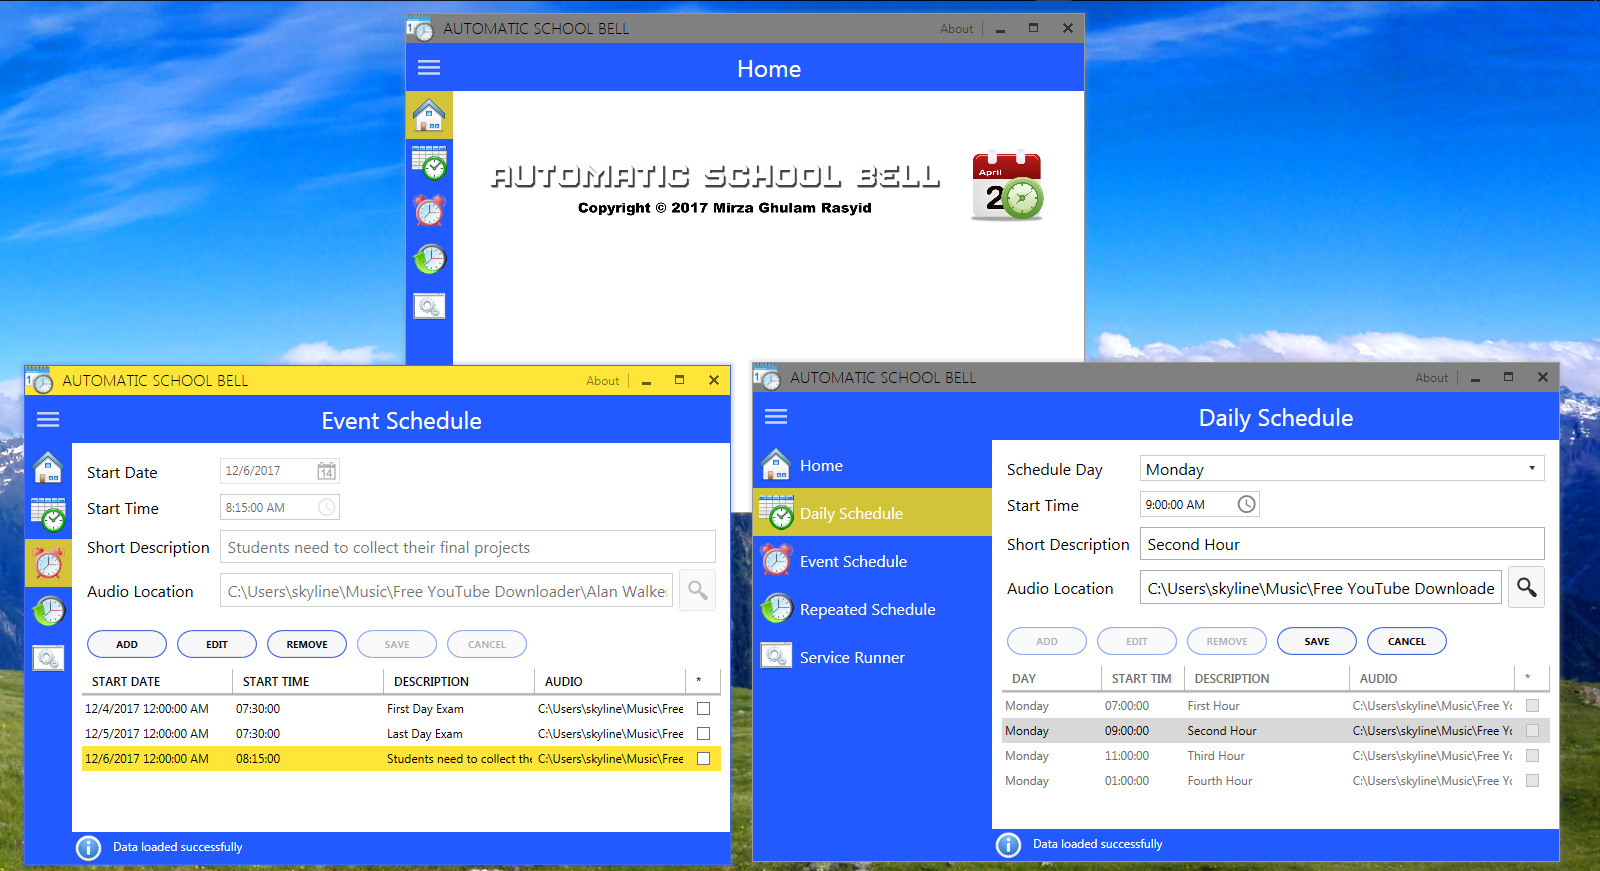 AUTOMATIC SCHOOL BELL
About
Home
AUTOMATIC SCHOOL BELL
Copyright © 2017 Mirza Ghulam Rasyid
April
2
AUTOMATIC SCHOOL BELL
About
Event Schedule
Start Date 12/6/2017 14
Start Time 8:15:00 AM
Short Description Students need to collect their final projects
Audio Location C:\Users\skyline\Music\Free YouTube Downloader\Alan Walke
ADD EDIT REMOVE SAVE CANCEL
START DATE START TIME DESCRIPTION AUDIO *
12/4/2017 12:00:00 AM 07:30:00 First Day Exam C:\Users\skyline\Music\Free
12/5/2017 12:00:00 AM 07:30:00 Last Day Exam C:\Users\skyline\Music\Free
12/6/2017 12:00:00 AM 08:15:00 Students need to collect the C:\Users\skyline\Music\Free
Data loaded successfully
AUTOMATIC SCHOOL BELL
About
Daily Schedule
Home
Daily Schedule
Event Schedule
Repeated Schedule
Service Runner
Schedule Day Monday
Start Time 9:00:00 AM
Short Description Second Hour
Audio Location C:\Users\skyline\Music\Free YouTube Downloade
ADD EDIT REMOVE SAVE CANCEL
DAY START TIM DESCRIPTION AUDIO *
Monday 07:00:00 First Hour C:\Users\skyline\Music\Free Yo
Monday 09:00:00 Second Hour C:\Users\skyline\Music\Free Yo
Monday 11:00:00 Third Hour C:\Users\skyline\Music\Free Yo
Monday 01:00:00 Fourth Hour C:\Users\skyline\Music\Free Yo
Data loaded successfully